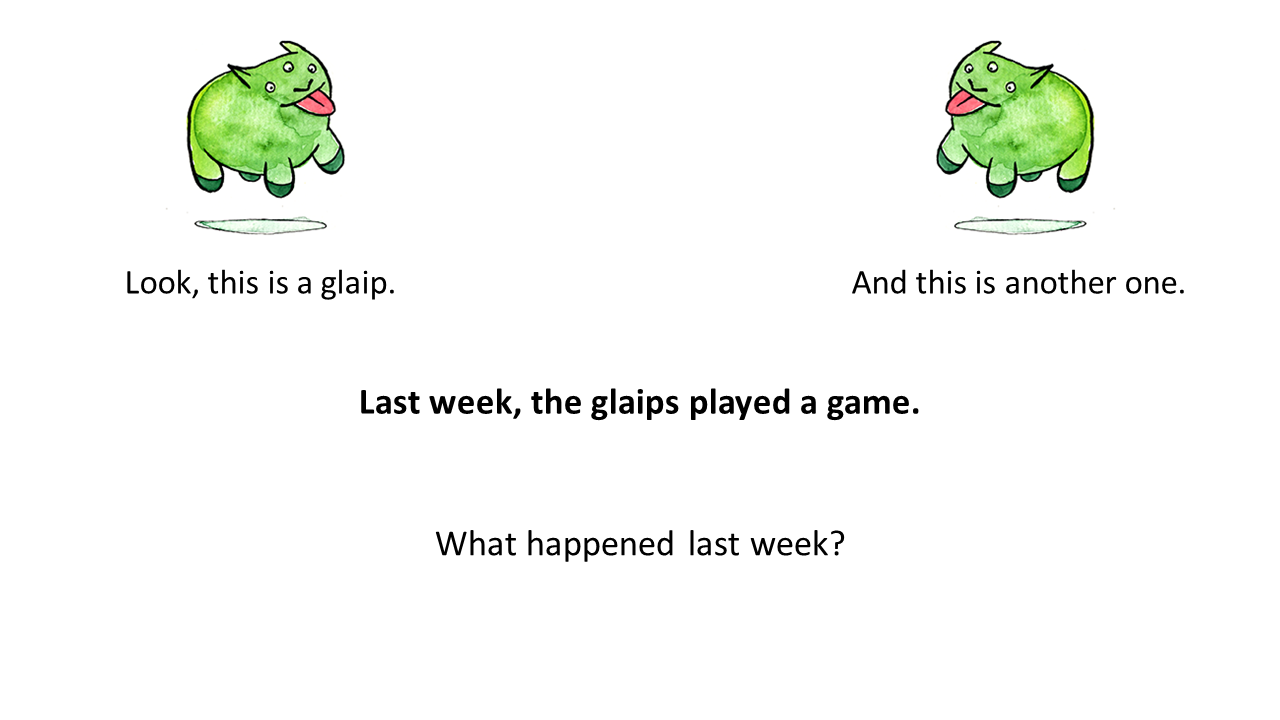 Look, this is a glaip.
And this is another one.
Last week, the glaips played a game.
What happened last week?